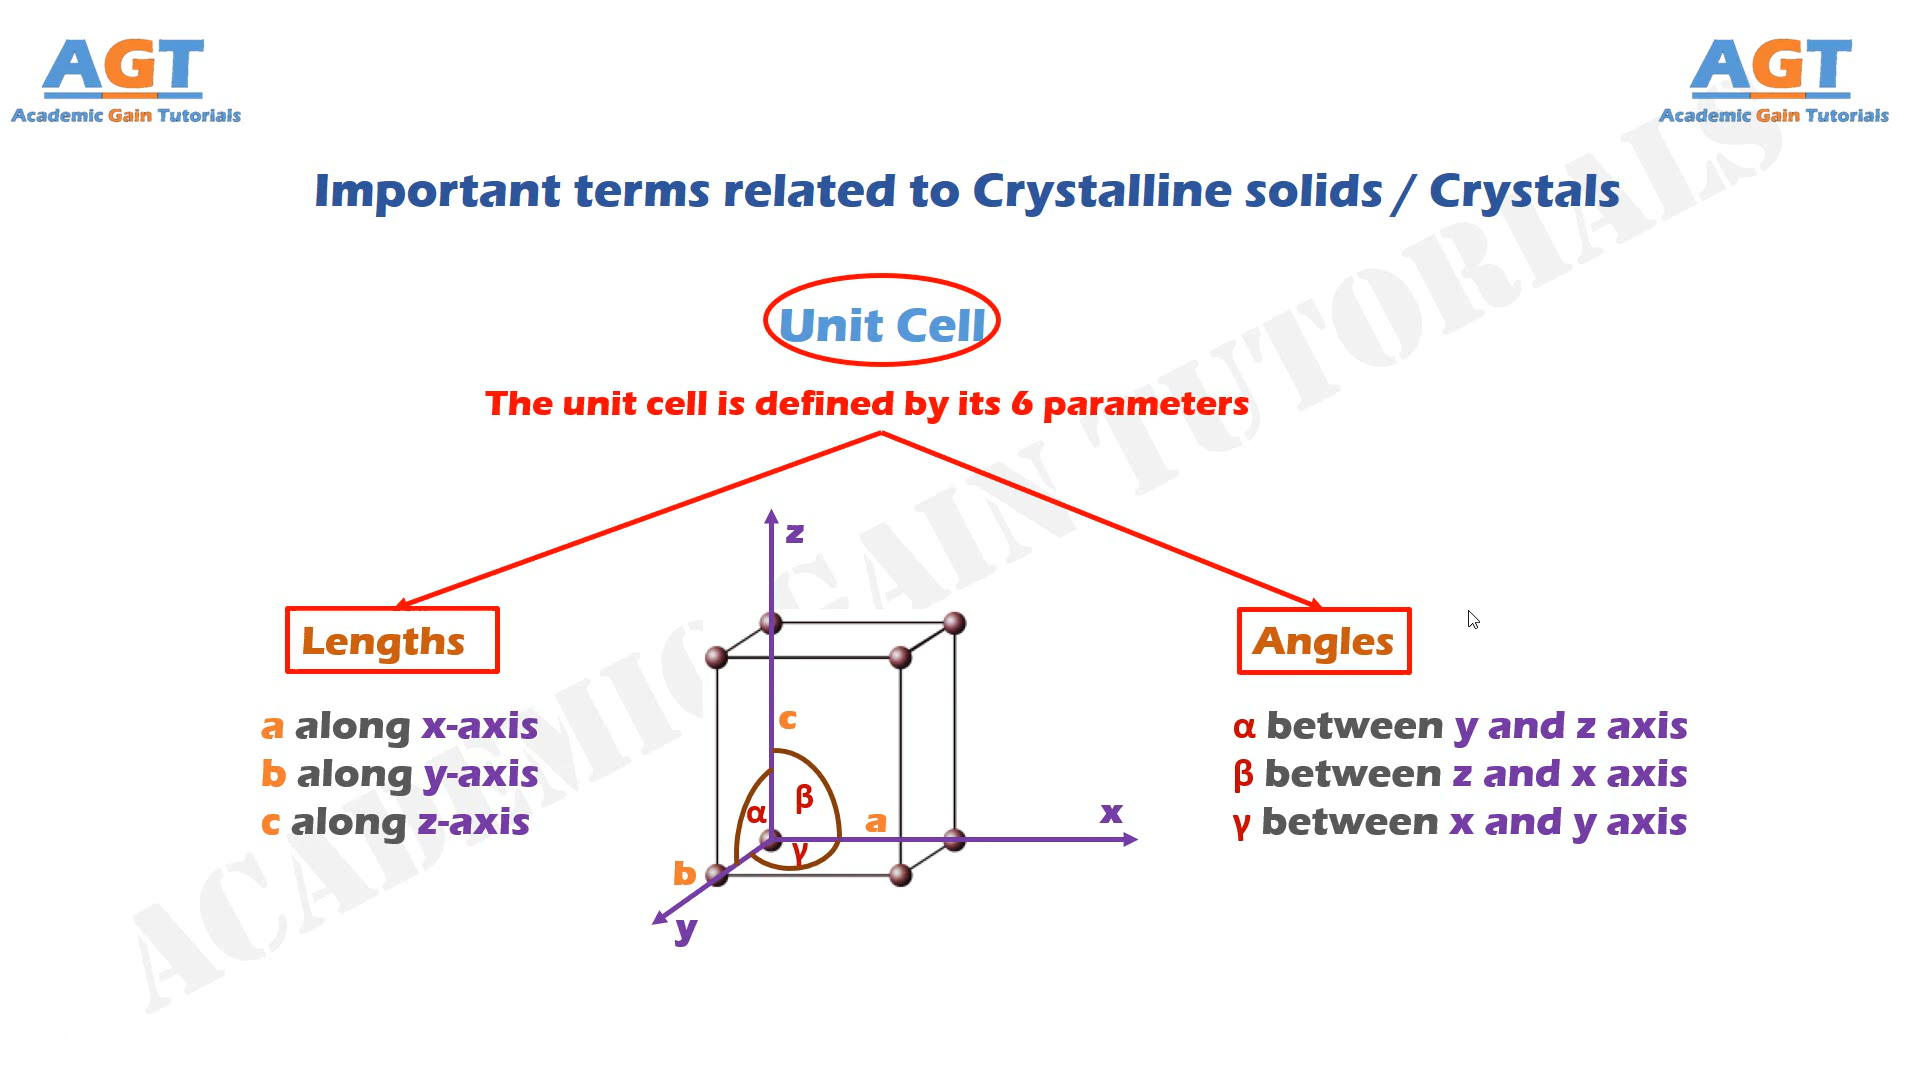 AGT
Academic Gain Tutorials
AGT
Academic Gain Tutorials
Important terms related to Crystalline solids / Crystals
Unit Cell
The unit cell is defined by its 6 parameters
Lengths
a along x-axis
b along y-axis
c along z-axis
z
c
α
β
a
x
γ
b
y
Angles
α between y and z axis
β between z and x axis
γ between x and y axis
ACADEMIC GAIN TUTORIALS